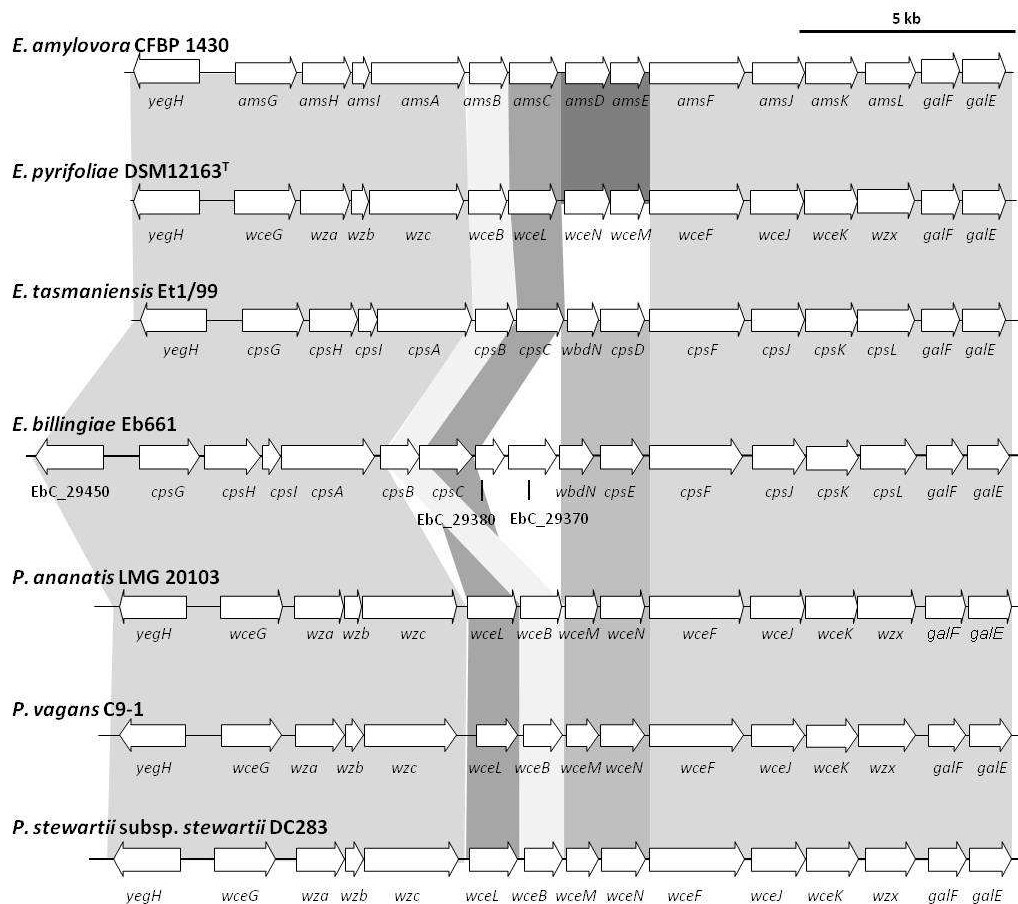 5 kb
E. amylovora CFBP 1430
yegH amsG amsH amsI amsA amsB amsC amsD amsE amsF amsJ amsK amsL galF galE
E. pyrifoliae DSM12163T
yegH wceG wza wzb wzc wceB wceL wceN wceM wceF wceJ wceK wzx galF galE
E. tasmaniensis Et1/99
yegH cpsG cpsH cpsI cpsA cpsB cpsC wbdN cpsD cpsF cpsJ cpsK cpsL galF galE
E. billingiae Eb661
EbC_29450 cpsG cpsH cpsI cpsA cpsB cpsC wbdN cpsE cpsF cpsJ cpsK cpsL galF galE
EbC_29380 EbC_29370
P. ananatis LMG 20103
yegH wceG wza wzb wzc wceL wceB wceM wceN wceF wceJ wceK wzx galF galE
P. vagans C9-1
yegH wceG wza wzb wzc wceL wceB wceM wceN wceF wceJ wceK wzx galF galE
P. stewartii subsp. stewartii DC283
yegH wceG wza wzb wzc wceL wceB wceM wceN wceF wceJ wceK wzx galF galE